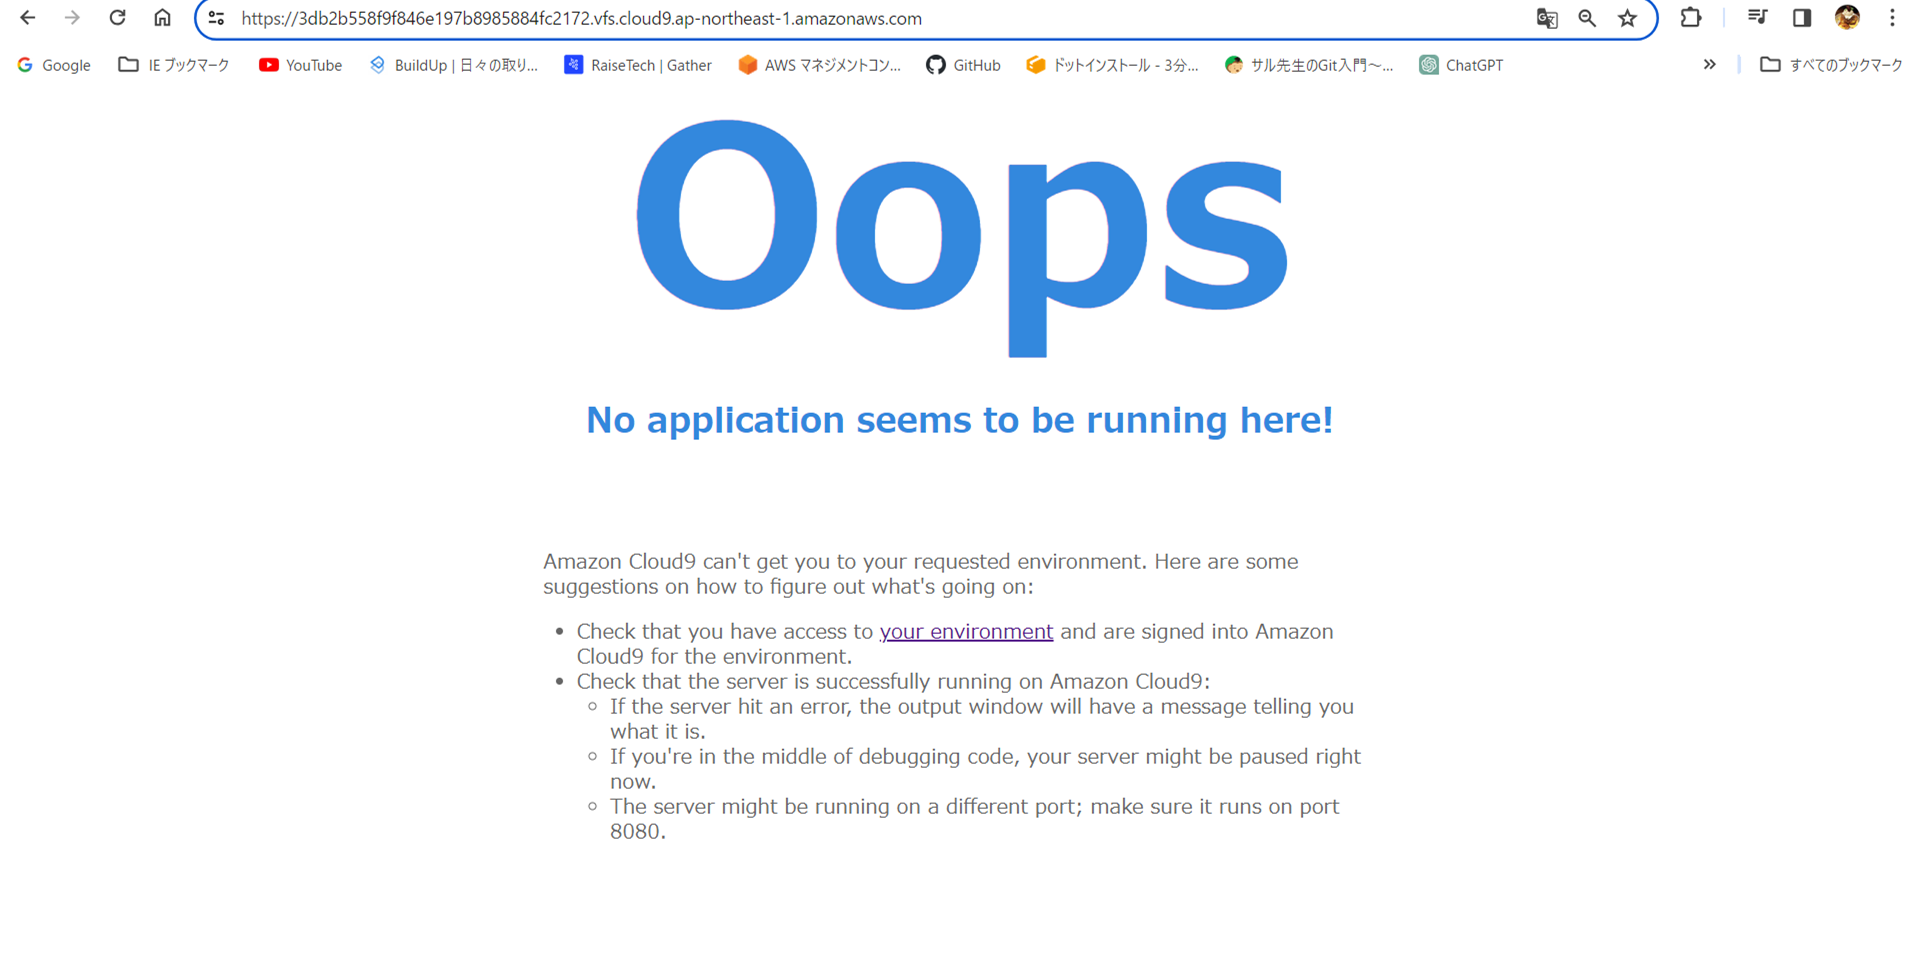 https://3db2b558f9f846e197b8985884fc2172.vfs.cloud9.ap-northeast-1.amazonaws.com
Google IE ブックマーク YouTube BuildUp | 日々の取り... RaiseTech | Gather AWS マネジメントコン... GitHub ドットインストール - 3分... サル先生のGit入門〜... ChatGPT » すべてのブックマーク
Oops
No application seems to be running here!
Amazon Cloud9 can't get you to your requested environment. Here are some
suggestions on how to figure out what's going on:
• Check that you have access to your environment and are signed into Amazon
Cloud9 for the environment.
• Check that the server is successfully running on Amazon Cloud9:
◦ If the server hit an error, the output window will have a message telling you
what it is.
◦ If you're in the middle of debugging code, your server might be paused right
now.
◦ The server might be running on a different port; make sure it runs on port
8080.